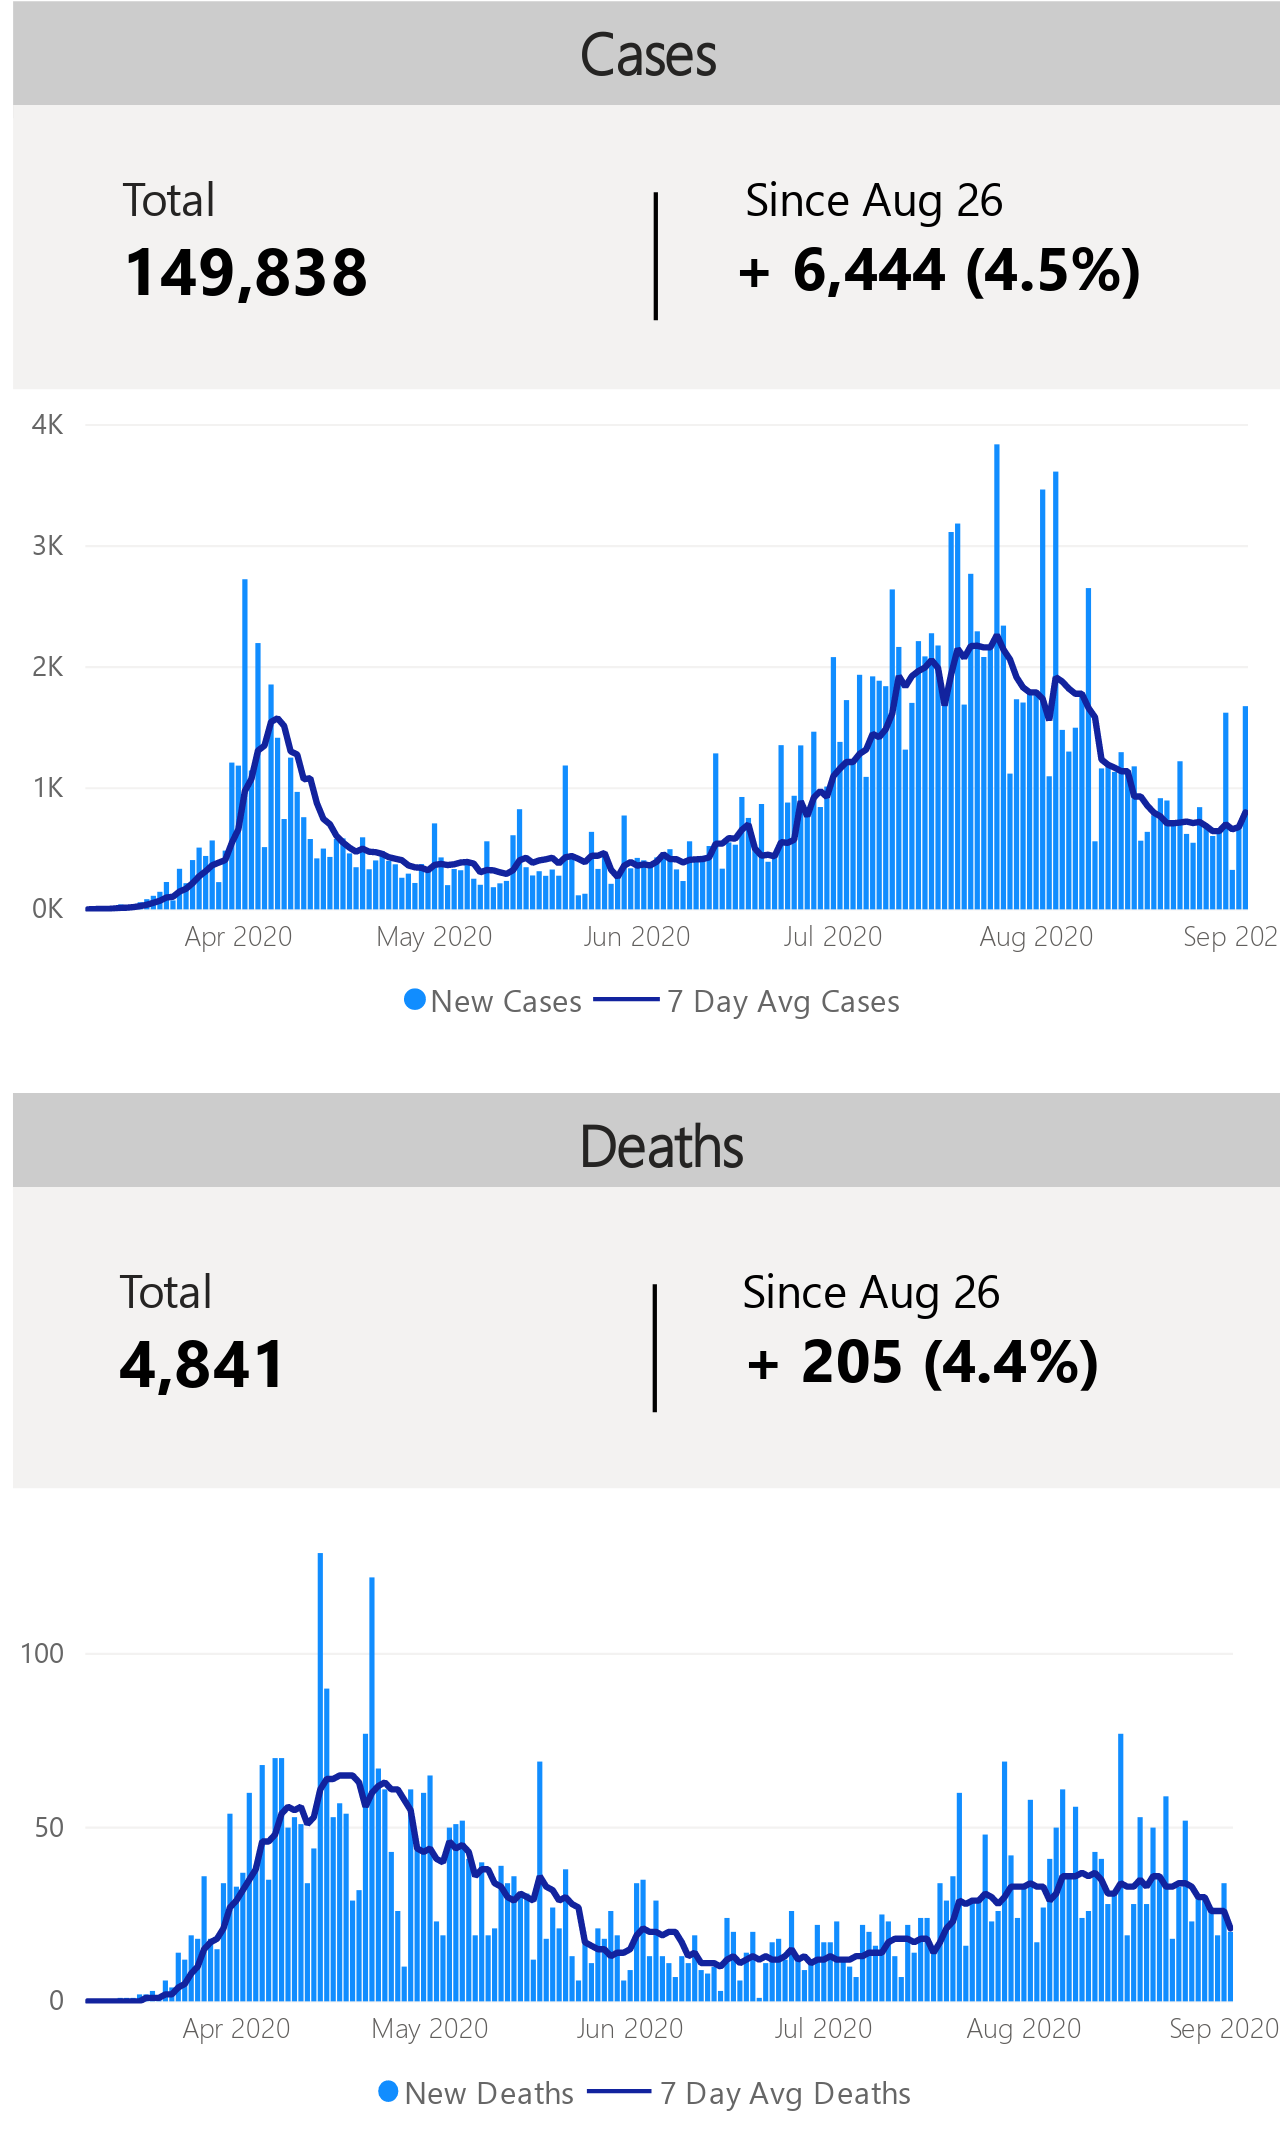 Cases
Total
149,838
Since Aug 26
+ 6,444 (4.5%)
4K
3K
2K
1K
0K
Apr 2020 May 2020 Jun 2020 Jul 2020 Aug 2020 Sep 202
New Cases 7 Day Avg Cases
Deaths
Total
4,841
Since Aug 26
+ 205 (4.4%)
100
50
0
Apr 2020 May 2020 Jun 2020 Jul 2020 Aug 2020 Sep 2020
New Deaths 7 Day Avg Deaths